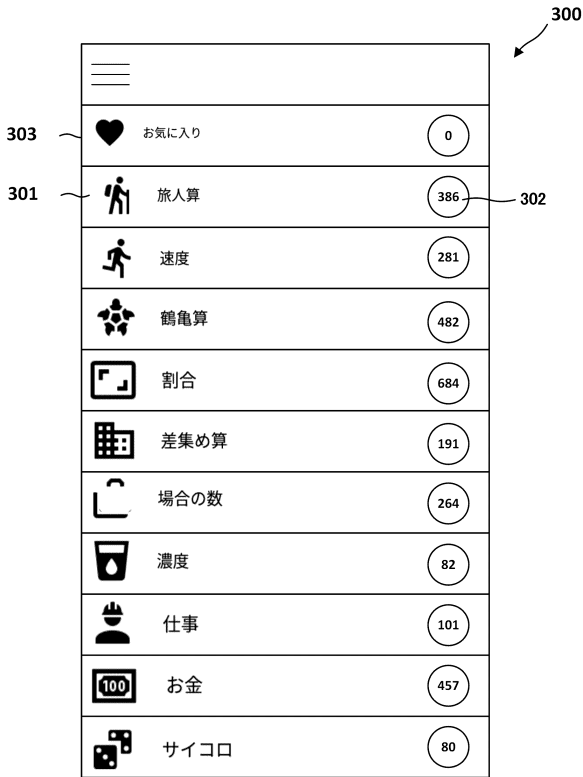 300
303
お気に入り
0
301
旅人算
386
302
速度
281
鶴亀算
482
割合
684
差集め算
191
場合の数
264
濃度
82
仕事
101
100
お金
457
サイコロ
80